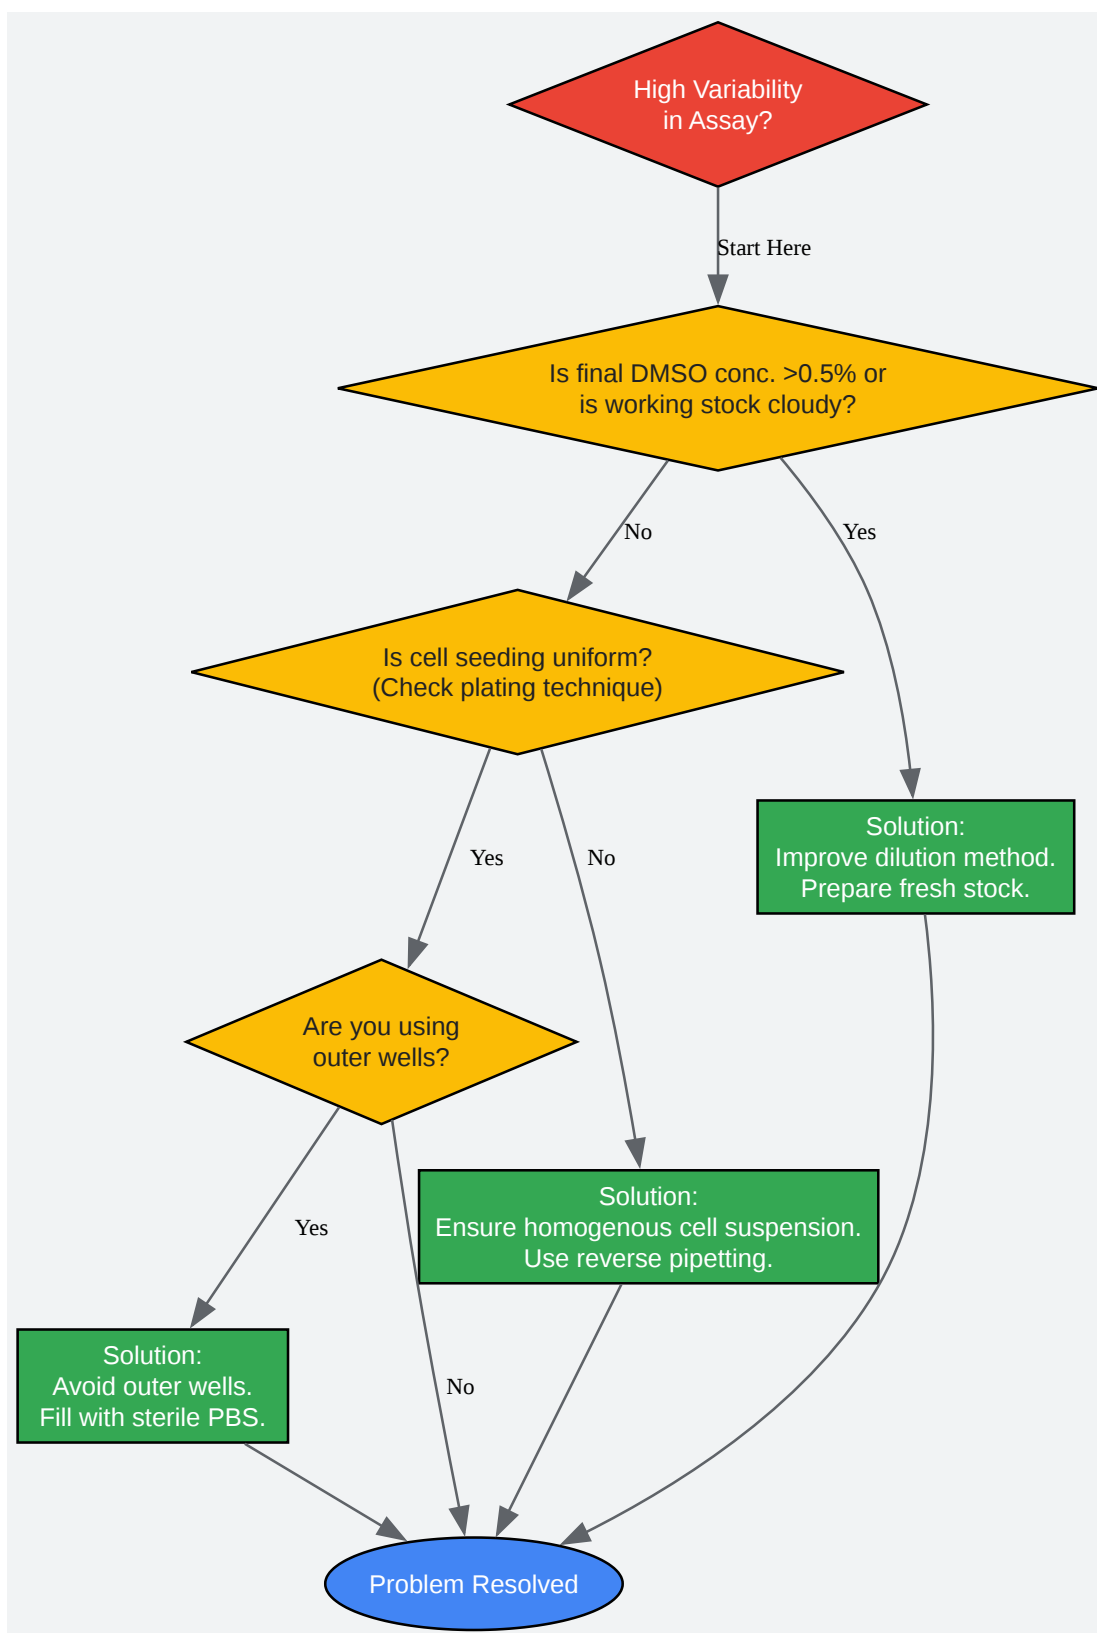 High Variability
in Assay?
Start Here
Is final DMSO conc. >0.5% or
is working stock cloudy?
No
Yes
Is cell seeding uniform?
(Check plating technique)
Solution:
Improve dilution method.
Prepare fresh stock.
Yes
No
Are you using
outer wells?
Solution:
Ensure homogenous cell suspension.
Use reverse pipetting.
Yes
Solution:
Avoid outer wells.
Fill with sterile PBS.
No
Problem Resolved